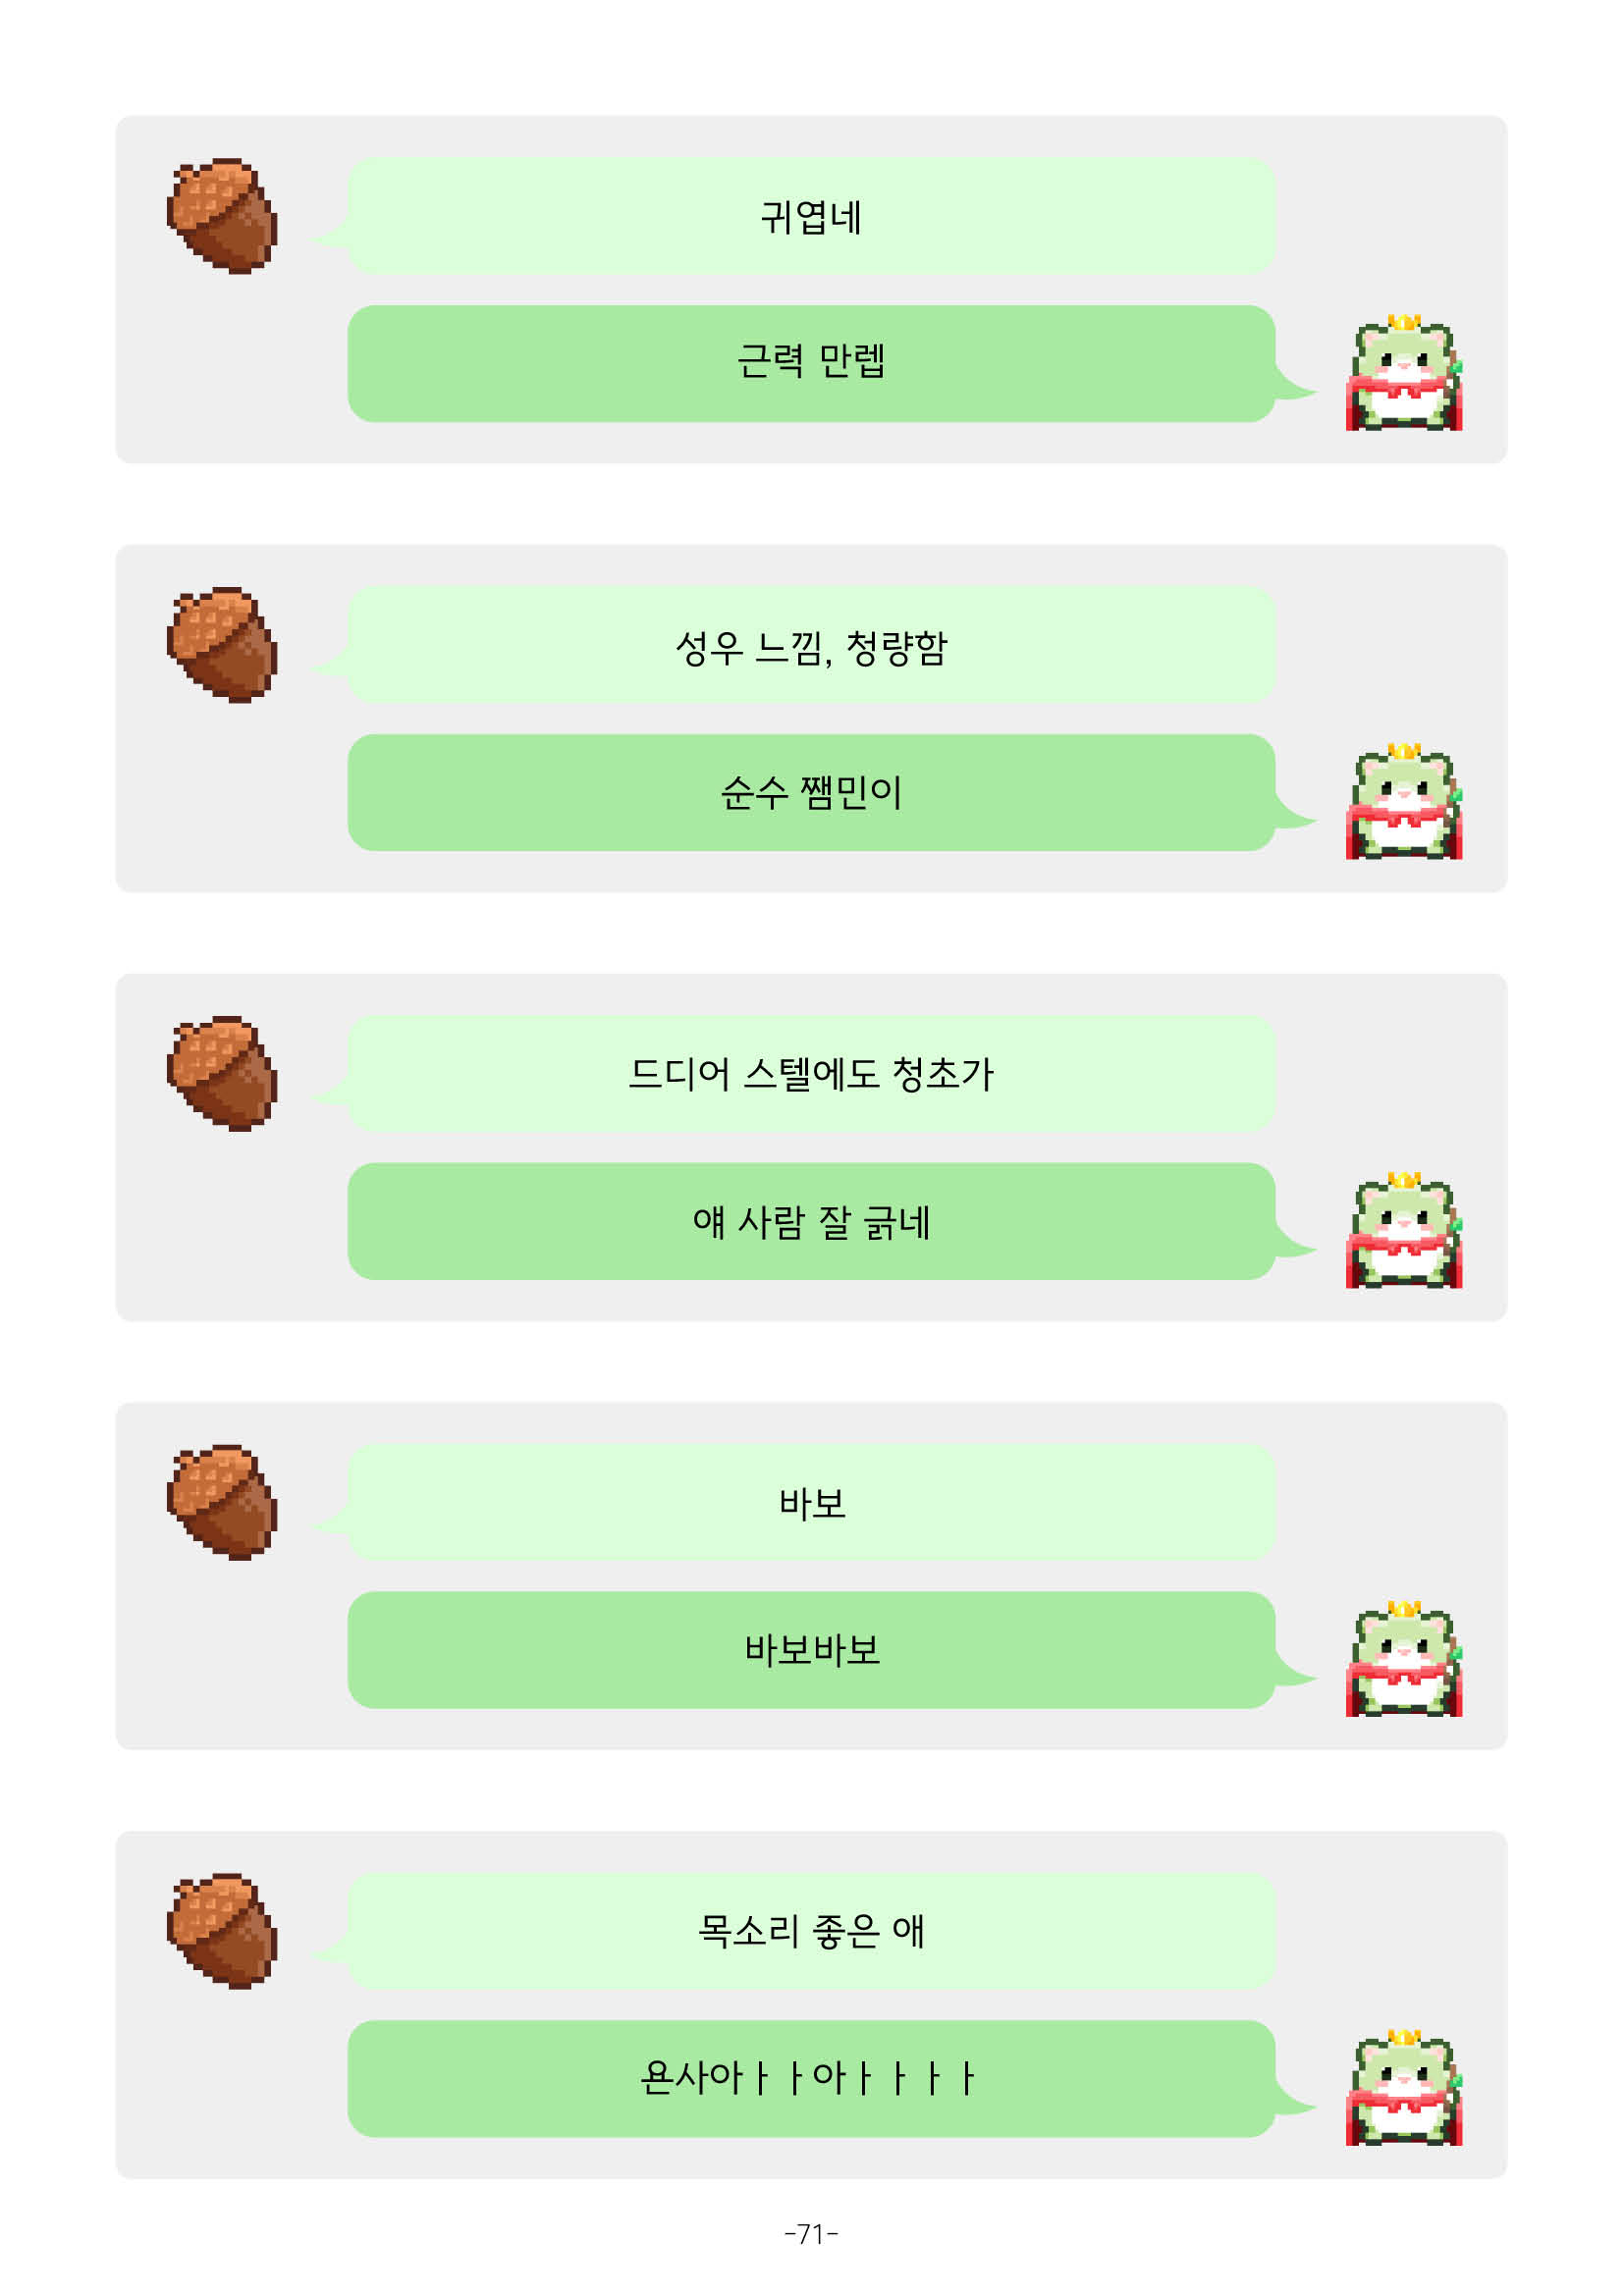 귀엽네
근력 만렙
성우 느낌, 청량함
순수 쨈민이
드디어 스텔에도 청초가
얘 사람 잘 긁네
바보
바보바보
목소리 좋은 애
욘사아ㅏㅏ아ㅏㅏㅏㅏ
-71-